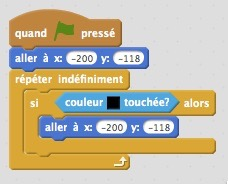 quand pressé
aller à x: -200 y: -118
répéter indéfiniment
si couleur touchée? alors
aller à x: -200 y: -118